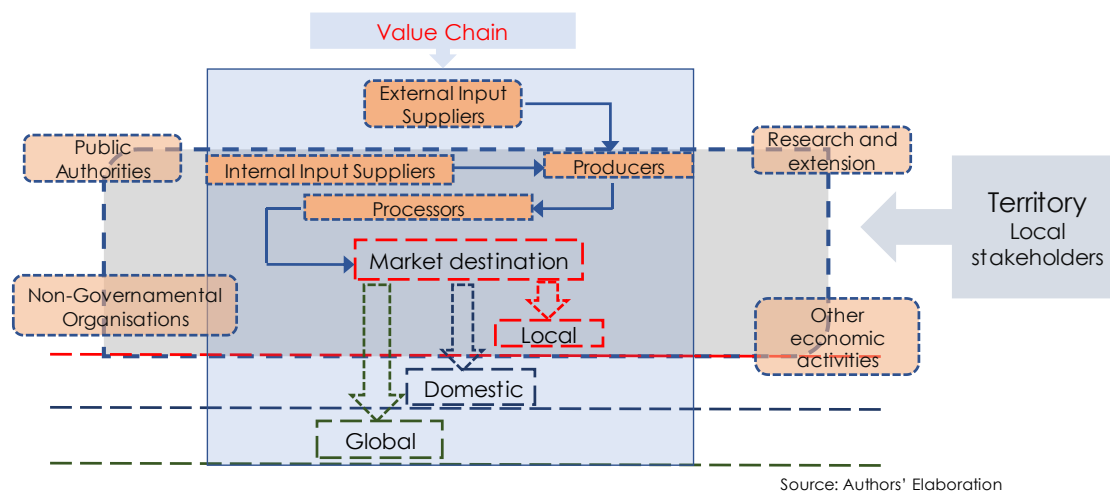 Value Chain
External Input
Suppliers
Public
Authorities
Research and
extension
Internal Input Suppliers
Producers
Processors
Territory
Local
stakeholders
Market destination
Non-Governamental
Organisations
Local
Other
economic
activities
Domestic
Global
Source: Authors’ Elaboration